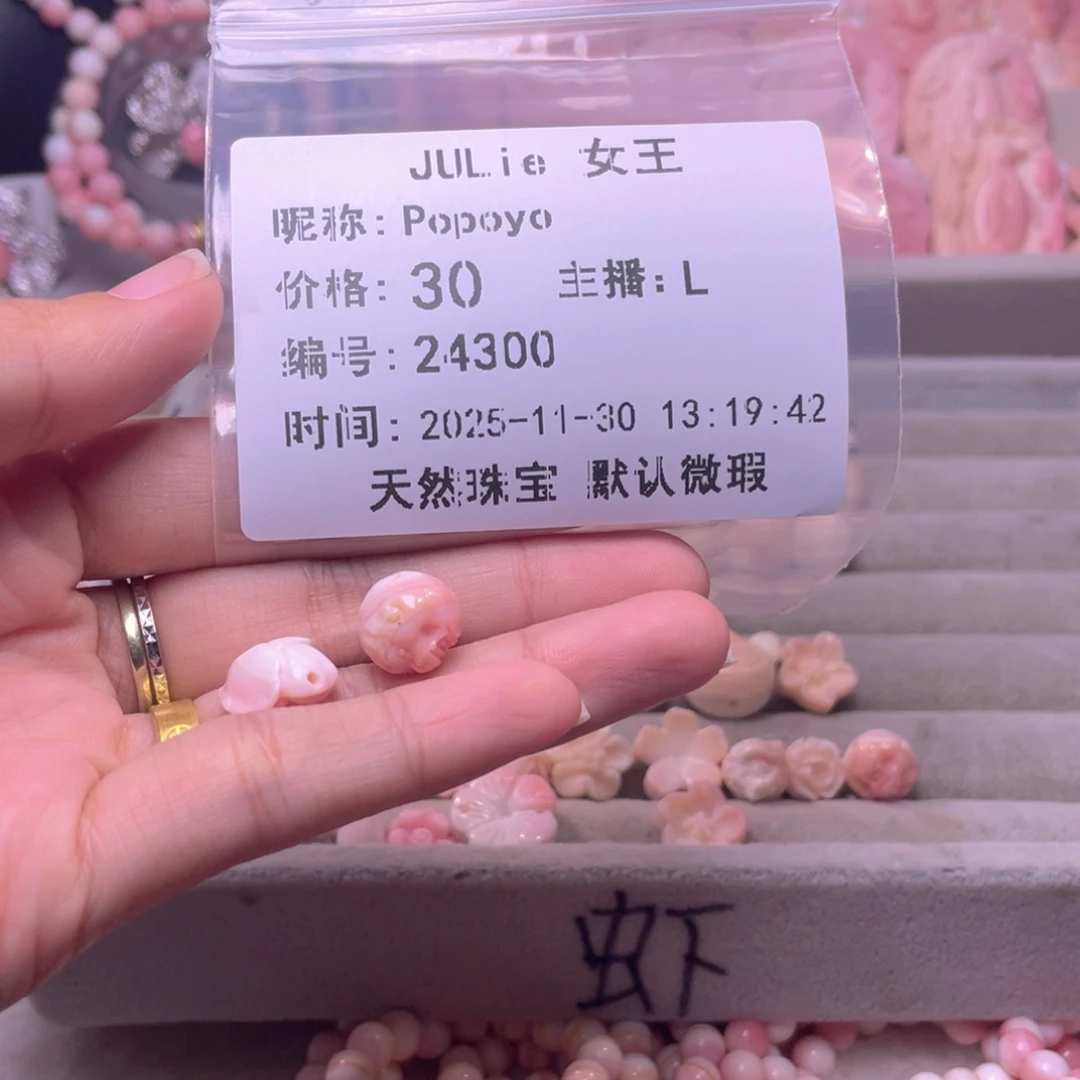 JULie 女王
昵称: Popoyo
价格: 30 主播: L
编号: 24300
时间: 2025-11-30 13:19:42
天然珠宝 默认微瑕
虾